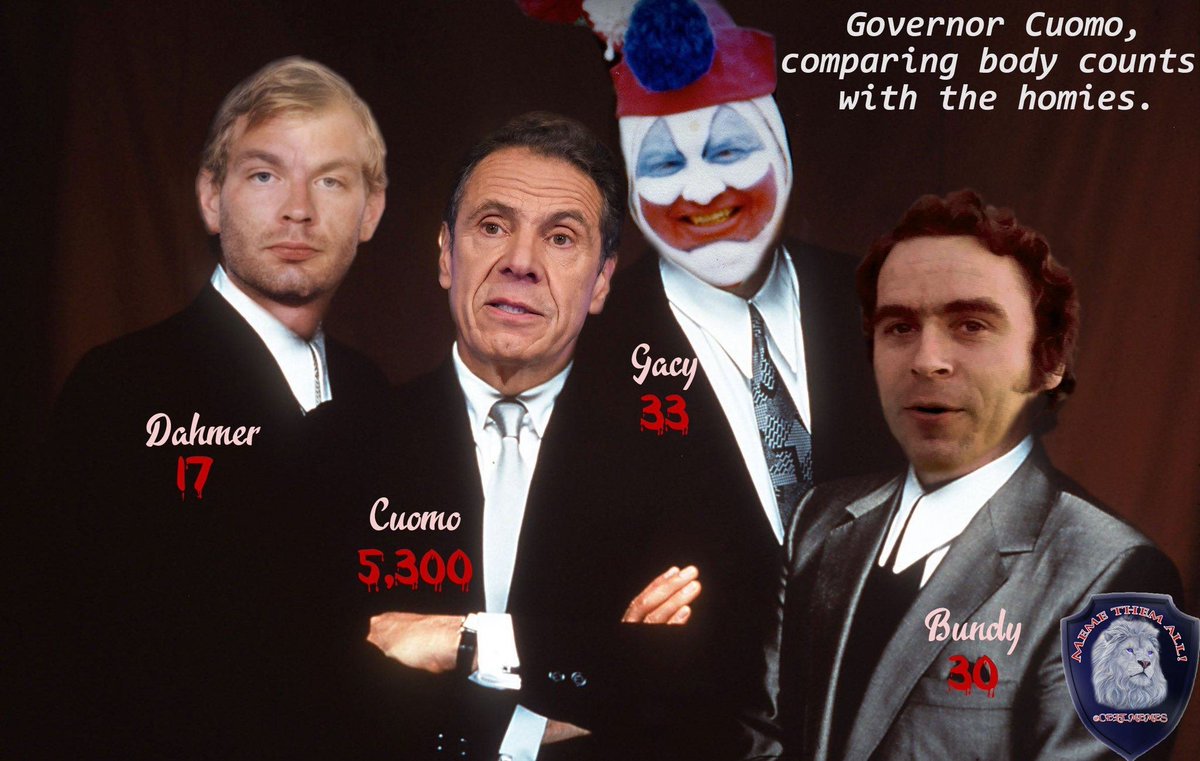 Governor Cuomo,
comparing body counts
with the homies.
Dahmer
17
Cuomo
5,300
Gacy
33
Bundy
30
MEME THEM ALL!